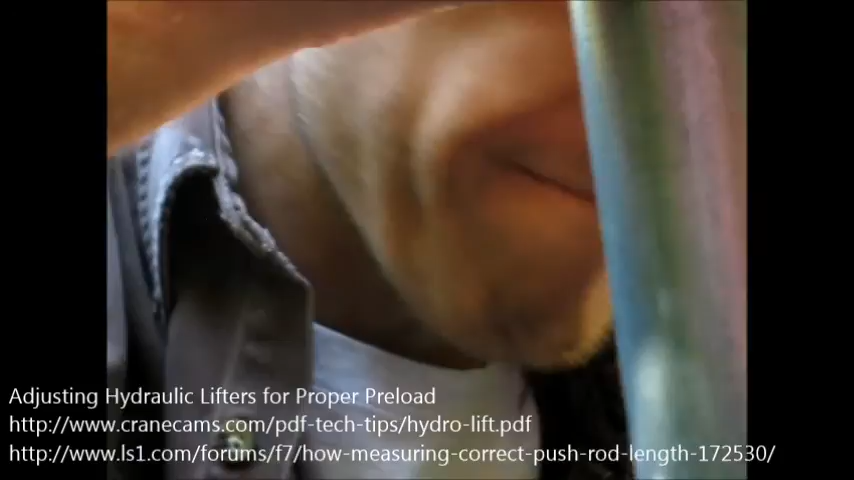 Adjusting Hydraulic Lifters for Proper Preload
http://www.cranecams.com/pdf-tech-tips/hydro-lift.pdf
http://www.ls1.com/forums/f7/how-measuring-correct-push-rod-length-172530/